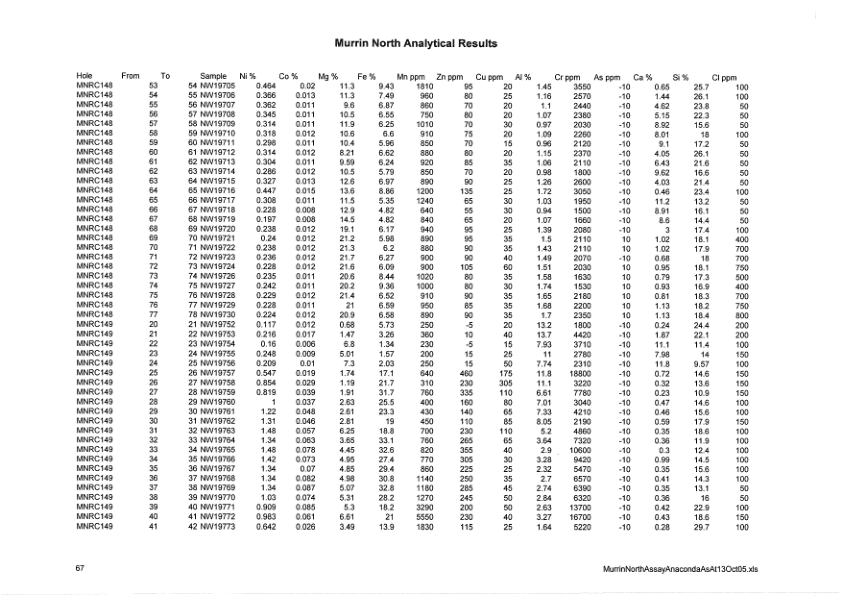 Murrin North Analytical Results
Hole From To Sample Ni % Co % Mg % Fe % Mn ppm Zn ppm Cu ppm Al % Cr ppm As ppm Ca % Si % Cl ppm
MNRC148 53 54 NW19705 0.464 0.02 11.3 9.43 1810 95 20 1.45 3550 -10 0.65 25.7 100
MNRC148 54 55 NW19706 0.366 0.013 11.3 7.49 960 80 25 1.16 2570 -10 1.44 26.1 100
MNRC148 55 56 NW19707 0.362 0.011 9.6 6.87 860 70 20 1.1 2440 -10 4.62 23.8 50
MNRC148 56 57 NW19708 0.345 0.011 10.5 6.55 750 80 20 1.07 2380 -10 5.15 22.3 50
MNRC148 57 58 NW19709 0.314 0.011 11.9 6.25 1010 70 30 0.97 2030 -10 8.92 15.6 50
MNRC148 58 59 NW19710 0.318 0.012 10.6 6.6 910 75 20 1.09 2260 -10 8.01 18 100
MNRC148 59 60 NW19711 0.298 0.011 10.4 5.96 850 70 15 0.96 2120 -10 9.1 17.2 50
MNRC148 60 61 NW19712 0.314 0.012 8.21 6.62 880 80 20 1.15 2370 -10 4.05 26.1 50
MNRC148 61 62 NW19713 0.304 0.011 9.59 6.24 920 85 35 1.06 2110 -10 6.43 21.6 50
MNRC148 62 63 NW19714 0.286 0.012 10.5 5.79 850 70 20 0.98 1800 -10 9.62 16.6 50
MNRC148 63 64 NW19715 0.327 0.013 12.6 6.97 890 90 25 1.26 2600 -10 4.03 21.4 50
MNRC148 64 65 NW19716 0.447 0.015 13.6 8.86 1200 135 25 1.72 3050 -10 0.46 23.4 100
MNRC148 65 66 NW19717 0.308 0.011 11.5 5.35 1240 65 30 1.03 1950 -10 11.2 13.2 50
MNRC148 66 67 NW19718 0.228 0.008 12.9 4.82 640 55 30 0.94 1500 -10 8.91 16.1 50
MNRC148 67 68 NW19719 0.197 0.008 14.5 4.82 840 65 20 1.07 1660 -10 8.6 14.4 50
MNRC148 68 69 NW19720 0.238 0.012 19.1 6.17 940 95 25 1.39 2080 -10 3 17.4 100
MNRC148 69 70 NW19721 0.24 0.012 21.2 5.98 890 95 35 1.5 2110 10 1.02 18.1 400
MNRC148 70 71 NW19722 0.238 0.012 21.3 6.2 880 90 35 1.43 2110 10 1.02 17.9 700
MNRC148 71 72 NW19723 0.236 0.012 21.7 6.27 900 90 40 1.49 2070 -10 0.68 18 700
MNRC148 72 73 NW19724 0.228 0.012 21.6 6.09 900 105 60 1.51 2030 10 0.95 18.1 750
MNRC148 73 74 NW19726 0.235 0.011 20.6 8.44 1020 80 35 1.58 1630 10 0.79 17.3 500
MNRC148 74 75 NW19727 0.242 0.011 20.2 9.36 1000 80 30 1.74 1530 10 0.93 16.9 400
MNRC148 75 76 NW19728 0.229 0.012 21.4 6.52 910 90 35 1.65 2180 10 0.81 18.3 700
MNRC148 76 77 NW19729 0.228 0.011 21 6.59 950 85 35 1.68 2200 10 1.13 18.2 750
MNRC148 77 78 NW19730 0.224 0.012 20.9 6.58 890 90 35 1.7 2350 10 1.13 18.4 800
MNRC149 20 21 NW19752 0.117 0.012 0.68 5.73 250 -5 20 13.2 1800 -10 0.24 24.4 200
MNRC149 21 22 NW19753 0.216 0.017 1.47 3.26 360 10 40 13.7 4420 -10 1.87 22.1 200
MNRC149 22 23 NW19754 0.16 0.006 6.8 1.34 230 -5 15 7.93 3710 -10 11.1 11.4 100
MNRC149 23 24 NW19755 0.248 0.009 5.01 1.57 200 15 25 11 2780 -10 7.98 14 150
MNRC149 24 25 NW19756 0.209 0.01 7.3 2.03 250 15 50 7.74 2310 -10 11.8 9.57 100
MNRC149 25 26 NW19757 0.547 0.019 1.74 17.1 640 460 175 11.8 18800 -10 0.72 14.6 150
MNRC149 26 27 NW19758 0.854 0.029 1.19 21.7 310 230 305 11.1 3220 -10 0.32 13.6 150
MNRC149 27 28 NW19759 0.819 0.039 1.91 31.7 760 335 110 6.61 7780 -10 0.23 10.9 150
MNRC149 28 29 NW19760 1 0.037 2.63 25.5 400 160 80 7.01 3040 -10 0.47 14.6 100
MNRC149 29 30 NW19761 1.22 0.048 2.61 23.3 430 140 65 7.33 4210 -10 0.46 15.6 100
MNRC149 30 31 NW19762 1.31 0.046 2.81 19 450 110 85 8.05 2190 -10 0.59 17.9 150
MNRC149 31 32 NW19763 1.48 0.057 6.25 18.8 700 230 110 5.2 4860 -10 0.35 18.6 100
MNRC149 32 33 NW19764 1.34 0.063 3.65 33.1 760 265 65 3.64 7320 -10 0.36 11.9 100
MNRC149 33 34 NW19765 1.48 0.078 4.45 32.6 820 355 40 2.9 10600 -10 0.3 12.4 100
MNRC149 34 35 NW19766 1.42 0.073 4.95 27.4 770 305 30 3.28 9420 -10 0.99 14.5 100
MNRC149 35 36 NW19767 1.34 0.07 4.85 29.4 860 225 25 2.32 5470 -10 0.35 15.6 100
MNRC149 36 37 NW19768 1.34 0.082 4.98 30.8 1140 250 35 2.7 6570 -10 0.41 14.3 100
MNRC149 37 38 NW19769 1.34 0.087 5.07 32.8 1180 285 45 2.74 6390 -10 0.35 13.1 50
MNRC149 38 39 NW19770 1.03 0.074 5.31 28.2 1270 245 50 2.84 6320 -10 0.36 16 50
MNRC149 39 40 NW19771 0.909 0.085 5.3 18.2 3290 200 50 2.63 13700 -10 0.42 22.9 100
MNRC149 40 41 NW19772 0.983 0.061 6.61 21 5550 230 40 3.27 16700 -10 0.43 18.6 150
MNRC149 41 42 NW19773 0.642 0.026 3.49 13.9 1830 115 25 1.64 5220 -10 0.28 29.7 100
67 MurrinNorthAssayAnacondaAsAt13Oct05.xls